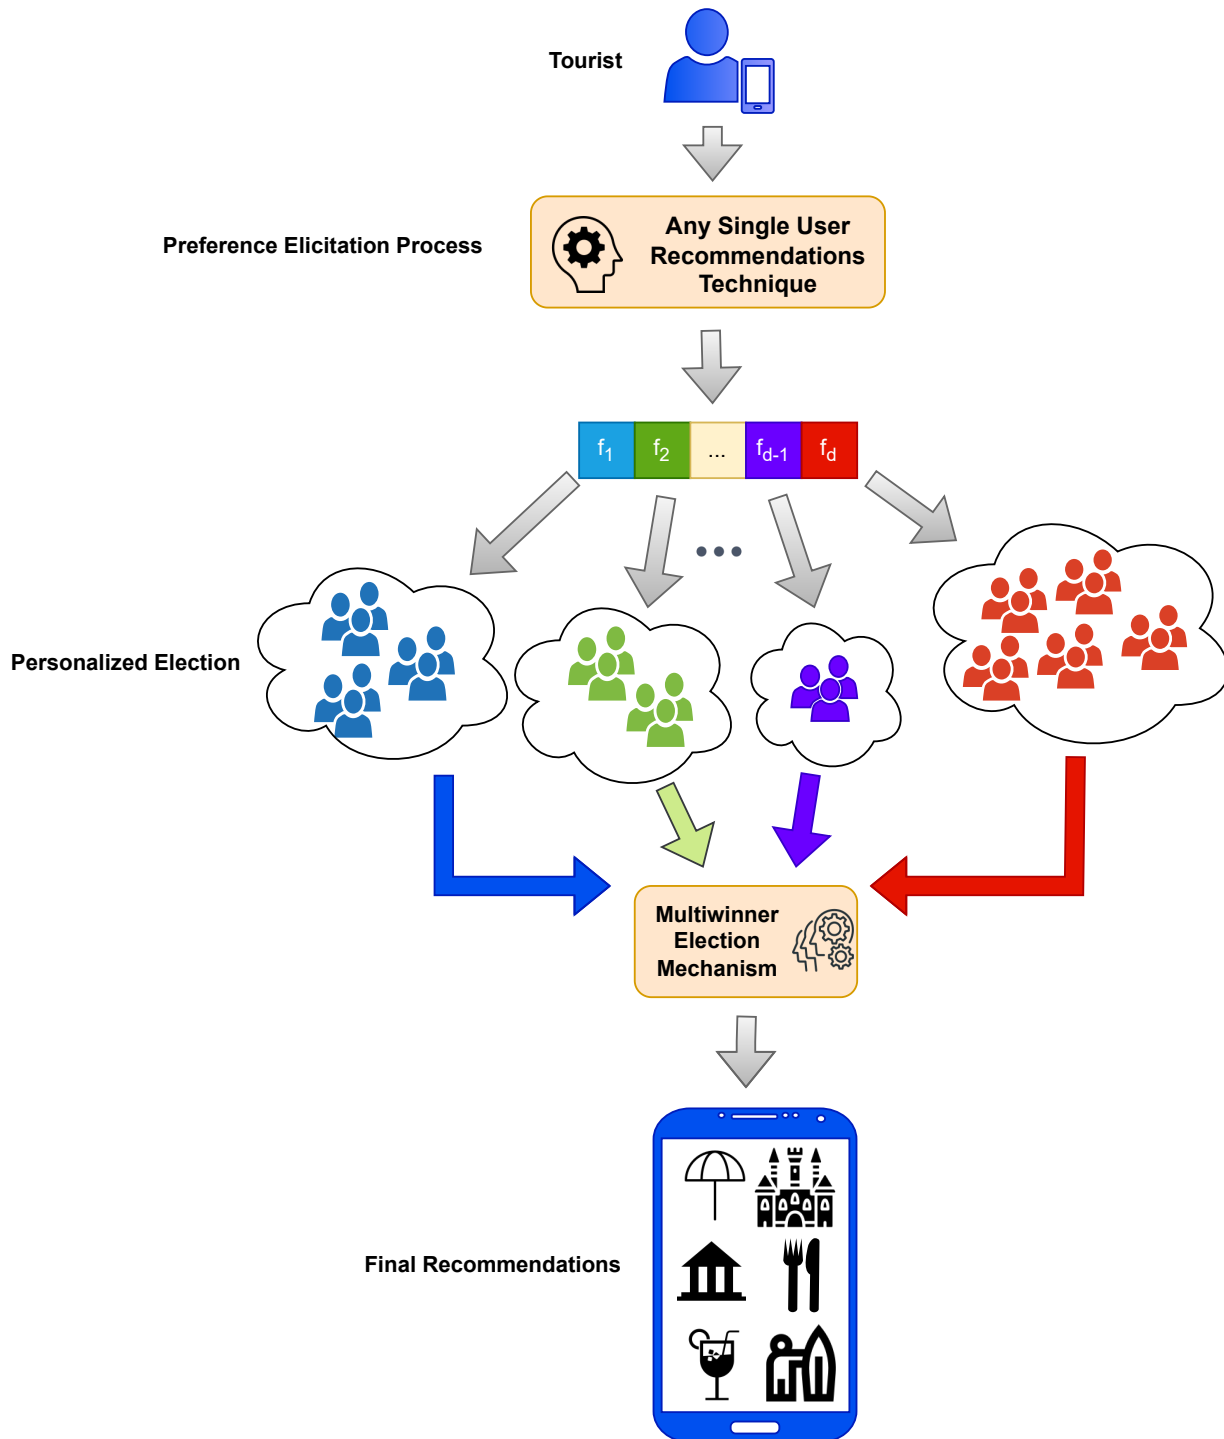 Tourist
Preference Elicitation Process
Any Single User
Recommendations
Technique
f1 f2 ... fd-1 fd
Personalized Election
Multiwinner
Election
Mechanism
Final Recommendations